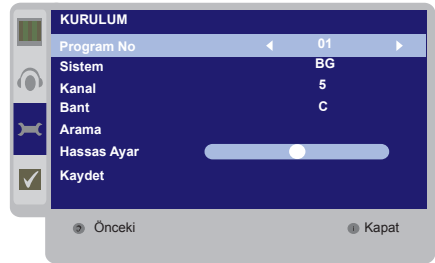 KURULUM
Program No 01
Sistem BG
Kanal 5
Bant C
Arama
Hassas Ayar
Kaydet
Önceki Kapat